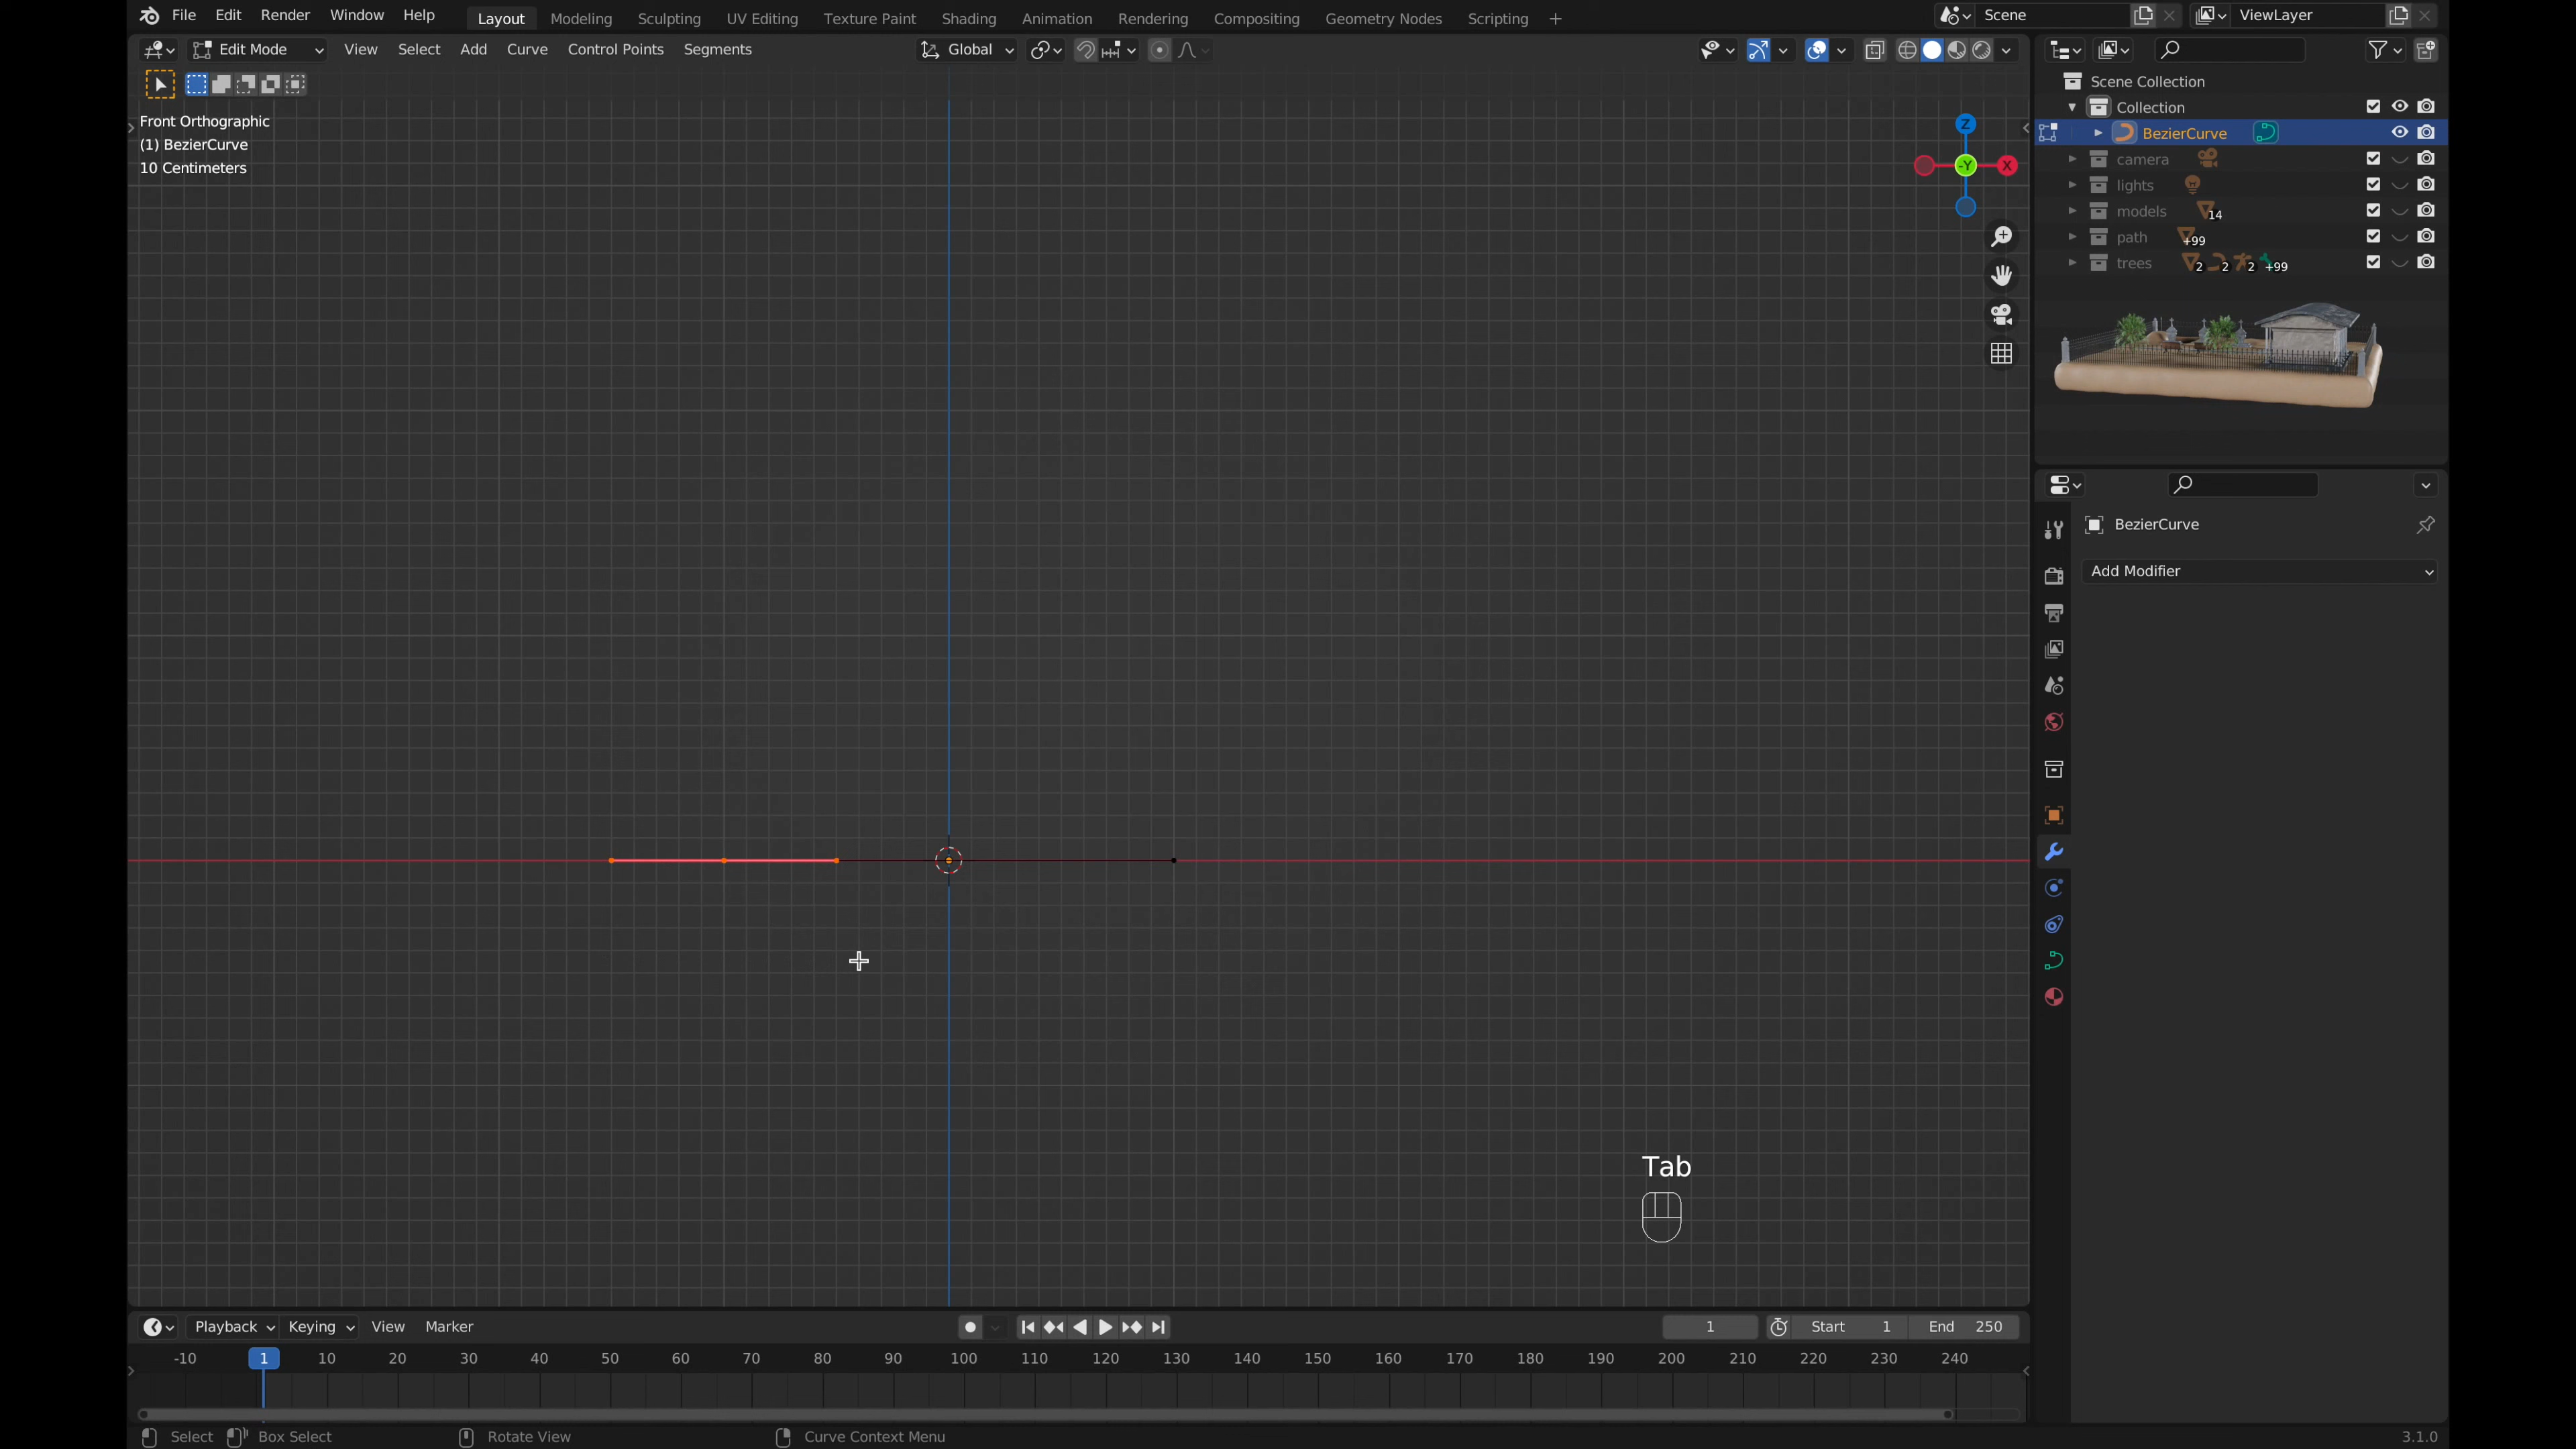 File Edit Render Window Help Layout Modeling Sculpting UV Editing Texture Paint Shading Animation Rendering Compositing Geometry Nodes Scripting + Scene ViewLayer
Edit Mode View Select Add Curve Control Points Segments Global
Front Orthographic
(1) BezierCurve
10 Centimeters
Z
-Y
X
Scene Collection
Collection
BezierCurve
camera
lights
models 14
path +99
trees 2 2 2 +99
BezierCurve
Add Modifier
Tab
Playback Keying View Marker 1 Start 1 End 250
-10 1 10 20 30 40 50 60 70 80 90 100 110 120 130 140 150 160 170 180 190 200 210 220 230 240
Select Box Select Rotate View Curve Context Menu 3.1.0